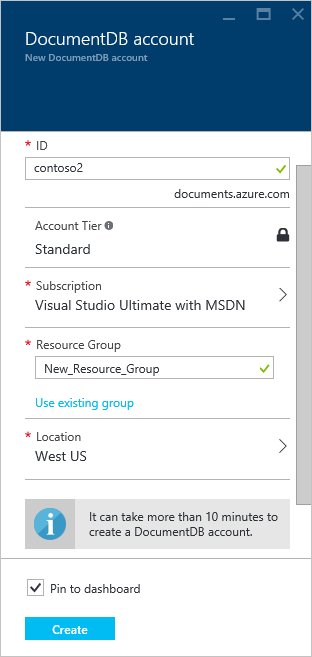 DocumentDB account
New DocumentDB account
* ID
contoso2
documents.azure.com
Account Tier
Standard
* Subscription
Visual Studio Ultimate with MSDN
* Resource Group
New_Resource_Group
Use existing group
* Location
West US
It can take more than 10 minutes to
create a DocumentDB account.
Pin to dashboard
Create